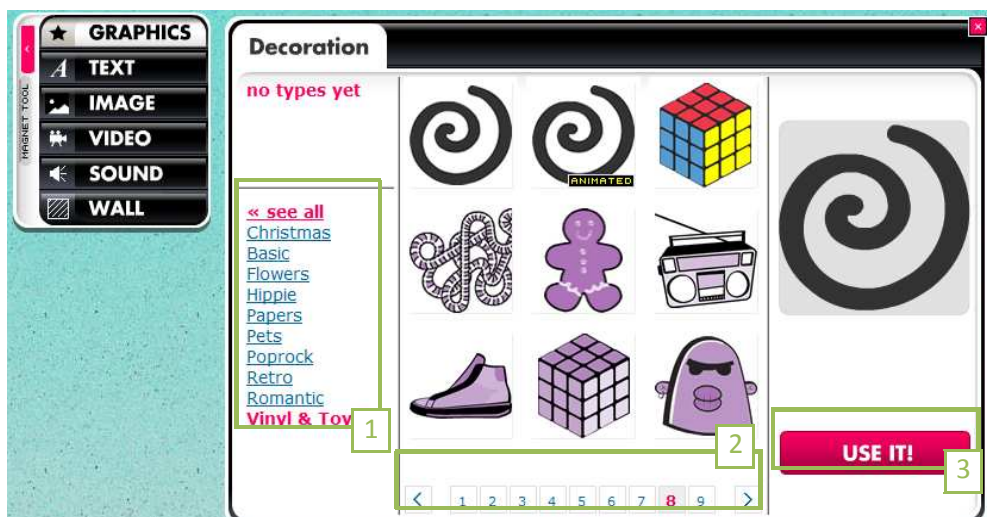 GRAPHICS
TEXT
IMAGE
VIDEO
SOUND
WALL
MAGNET TOOL
Decoration
no types yet
« see all
Christmas
Basic
Flowers
Hippie
Papers
Pets
Poprock
Retro
Romantic
Vinyl & Toy
1
ANIMATED
2
< 1 2 3 4 5 6 7 8 9 >
USE IT!
3